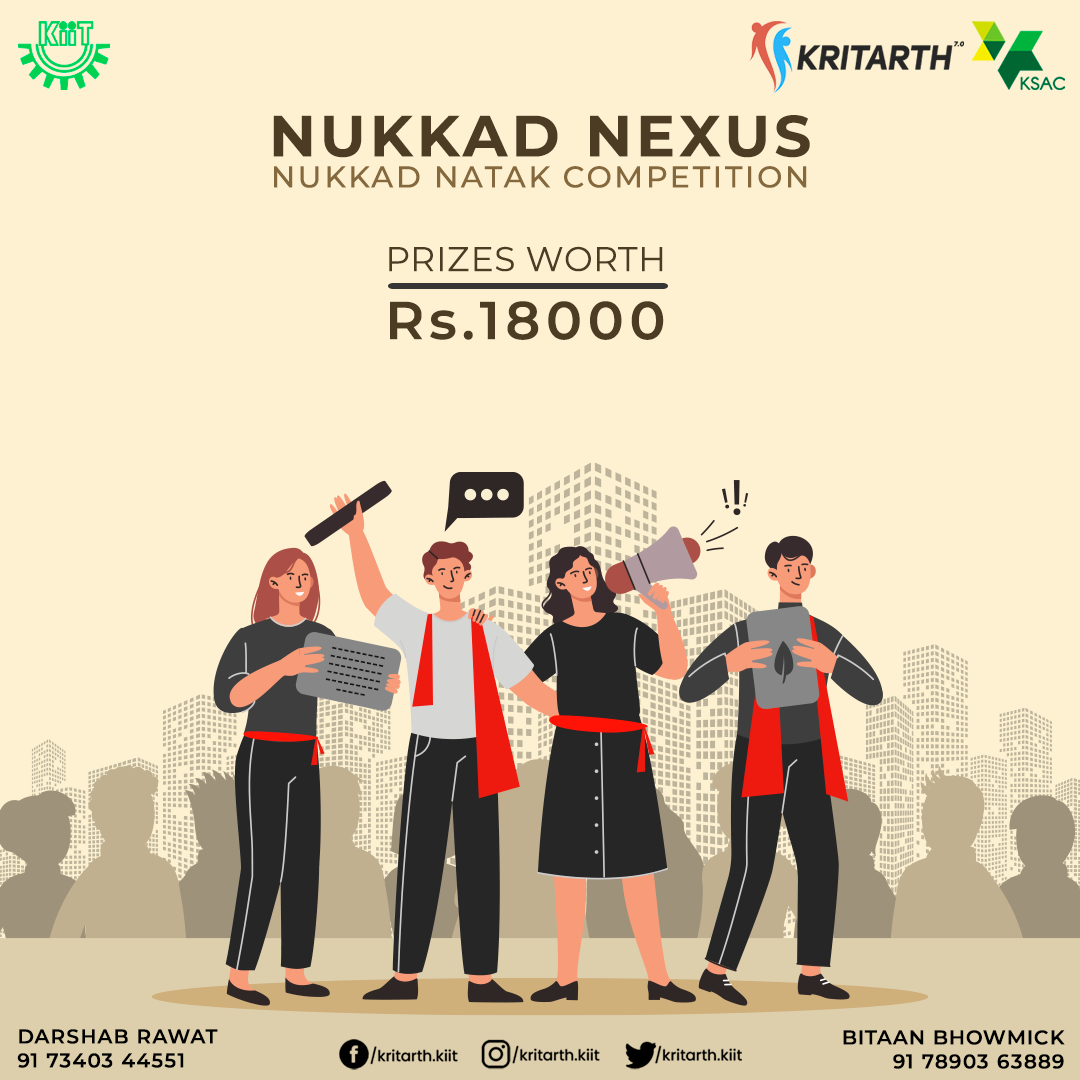 KiiT
KRITARTH 7.0
KSAC
NUKKAD NEXUS
NUKKAD NATAK COMPETITION
PRIZES WORTH
Rs.18000
DARSHAB RAWAT
91 73403 44551
/kritarth.kiit
/kritarth.kiit
/kritarth.kiit
BITAAN BHOWMICK
91 78903 63889